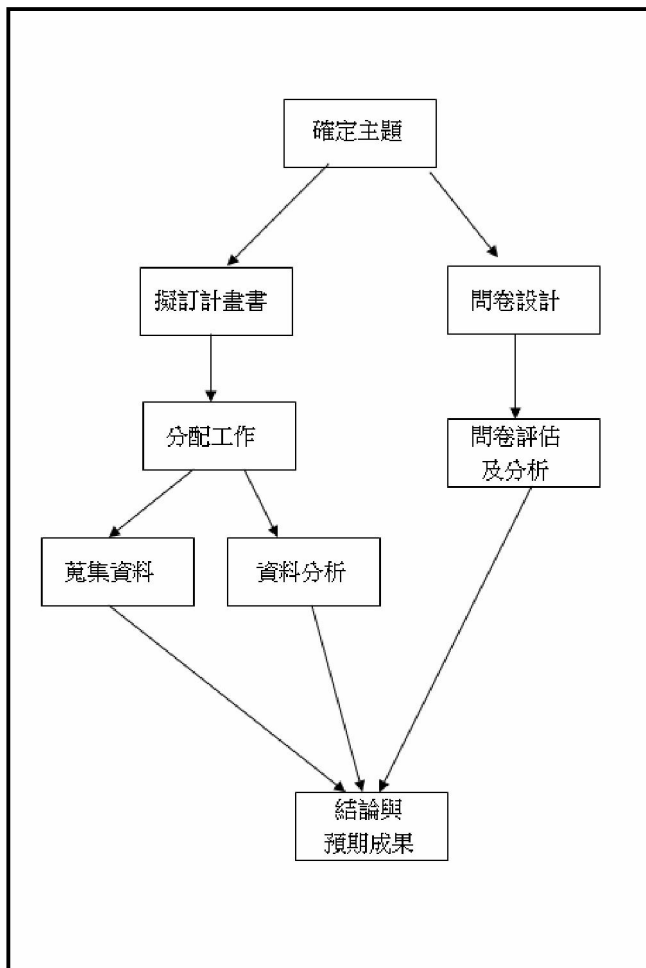 確定主題
擬訂計畫書
問卷設計
分配工作
問卷評估
及分析
蒐集資料
資料分析
結論與
預期成果